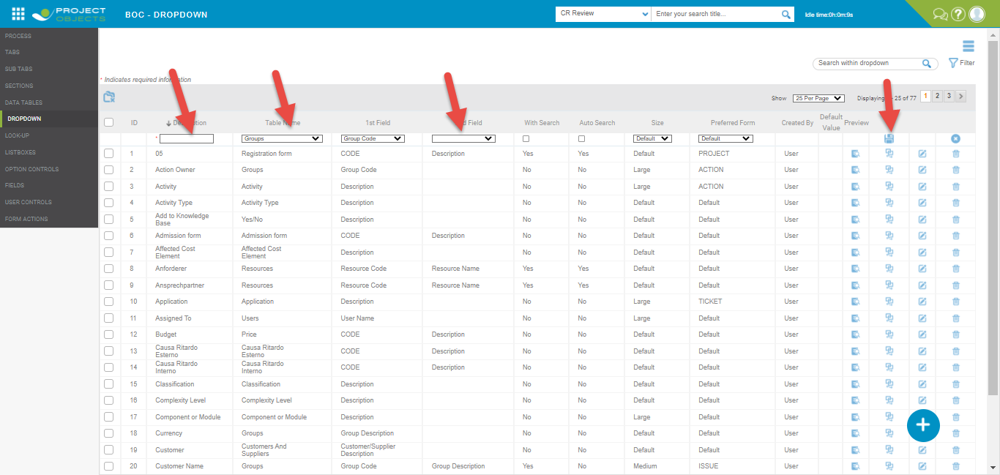 PROJECT
OBJECTS
BOC - DROPDOWN
CR Review
Enter your search title...
Idle time:0h:0m:9s
PROCESS
TABS
SUB TABS
SECTIONS
DATA TABLES
DROPDOWN
LOOK-UP
LISTBOXES
OPTION CONTROLS
FIELDS
USER CONTROLS
FORM ACTIONS
Search within dropdown
Filter
* Indicates required information
Show 25 Per Page Displaying 25 of 77 1 2 3 >
ID Table Name 1st Field Field With Search Auto Search Size Preferred Form Created By Default Value Preview
* Groups Group Code Default Default
1 05 Registration form CODE Description Yes Yes Default PROJECT User
2 Action Owner Groups Group Code No No Large ACTION User
3 Activity Activity Description No No Large ACTION User
4 Activity Type Activity Type Description No No Default Default User
5 Add to Knowledge Base Yes/No Description No No Default Default User
6 Admission form Admission form CODE Description No No Default Default User
7 Affected Cost Element Affected Cost Element Description No No Default Default User
8 Anforderer Resources Resource Code Resource Name Yes Yes Default Default User
9 Ansprechpartner Resources Resource Code Resource Name Yes Yes Default Default User
10 Application Application Description No No Large TICKET User
11 Assigned To Users User Name No No Large Default User
12 Budget Price CODE Description No No Default Default User
13 Causa Ritardo Esterno Causa Ritardo Esterno CODE Description No No Default Default User
14 Causa Ritardo Interno Causa Ritardo Interno CODE Description No No Default Default User
15 Classification Classification Description No No Default Default User
16 Complexity Level Complexity Level Description No No Default Default User
17 Component or Module Component or Module Description No No Large Default User
18 Currency Groups Group Description No No Default Default User
19 Customer Customers And Suppliers Customer/Supplier Description No No Default Default User
20 Customer Name Groups Group Code Group Description Yes No Medium ISSUE User